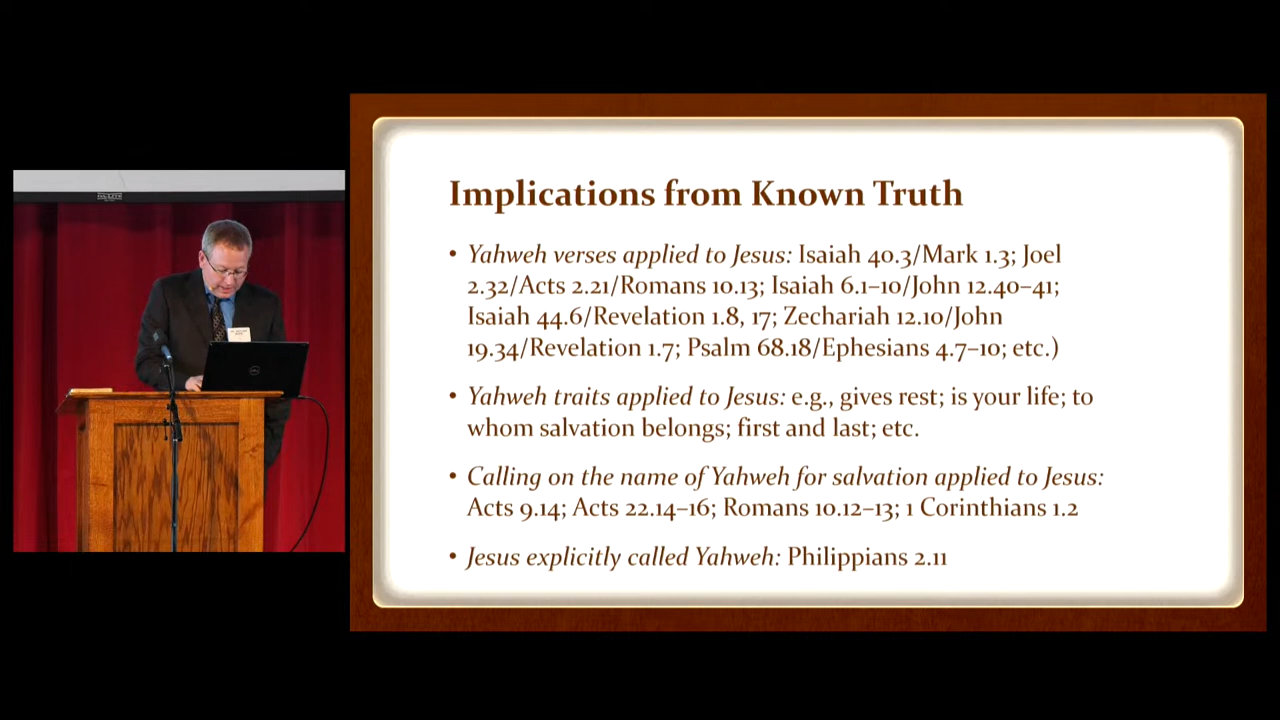 Implications from Known Truth
• Yahweh verses applied to Jesus: Isaiah 40.3/Mark 1.3; Joel
2.32/Acts 2.21/Romans 10.13; Isaiah 6.1–10/John 12.40–41;
Isaiah 44.6/Revelation 1.8, 17; Zechariah 12.10/John
19.34/Revelation 1.7; Psalm 68.18/Ephesians 4.7–10; etc.)
• Yahweh traits applied to Jesus: e.g., gives rest; is your life; to
whom salvation belongs; first and last; etc.
• Calling on the name of Yahweh for salvation applied to Jesus:
Acts 9.14; Acts 22.14–16; Romans 10.12–13; 1 Corinthians 1.2
• Jesus explicitly called Yahweh: Philippians 2.11